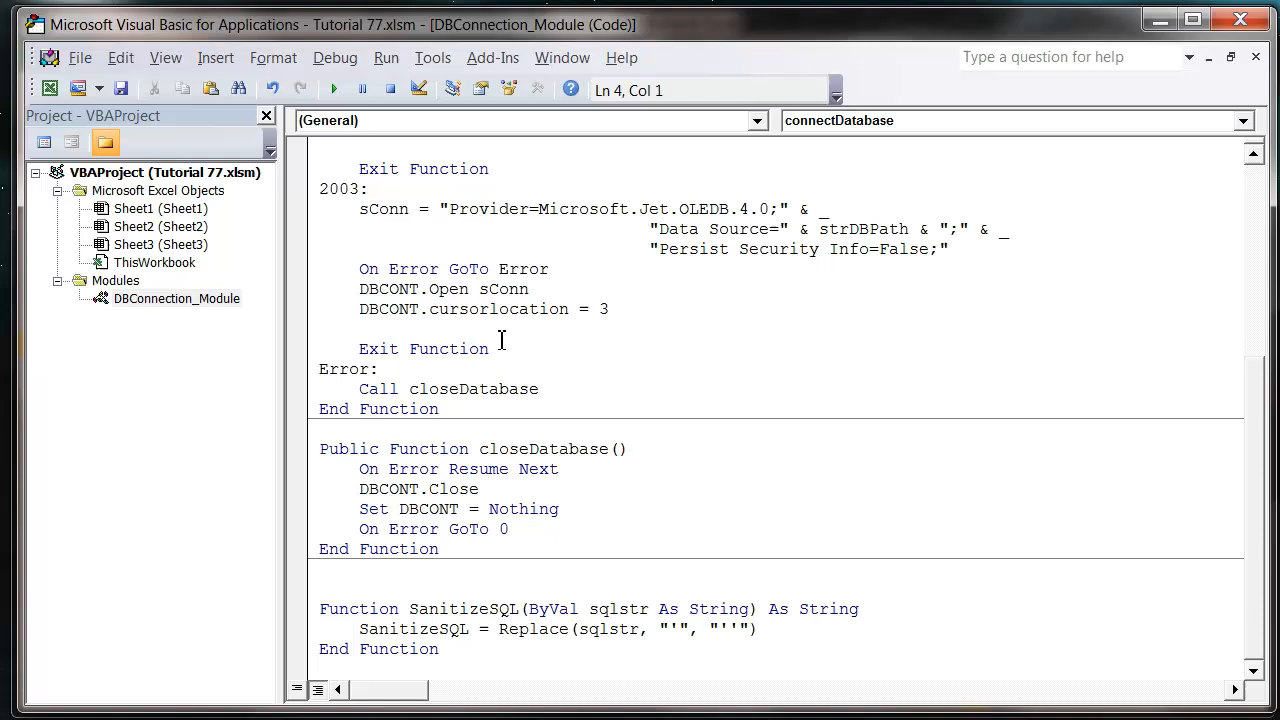 Microsoft Visual Basic for Applications - Tutorial 77.xlsm - [DBConnection_Module (Code)]
File Edit View Insert Format Debug Run Tools Add-Ins Window Help Type a question for help
Ln 4, Col 1
Project - VBAProject
(General) connectDatabase
VBAProject (Tutorial 77.xlsm)
Microsoft Excel Objects
Sheet1 (Sheet1)
Sheet2 (Sheet2)
Sheet3 (Sheet3)
ThisWorkbook
Modules
DBConnection_Module
Exit Function
2003:
sConn = "Provider=Microsoft.Jet.OLEDB.4.0;" & _
"Data Source=" & strDBPath & ";" & _
"Persist Security Info=False;"
On Error GoTo Error
DBCONT.Open sConn
DBCONT.cursorlocation = 3
Exit Function
Error:
Call closeDatabase
End Function
Public Function closeDatabase()
On Error Resume Next
DBCONT.Close
Set DBCONT = Nothing
On Error GoTo 0
End Function
Function SanitizeSQL(ByVal sqlstr As String) As String
SanitizeSQL = Replace(sqlstr, "'", "''")
End Function